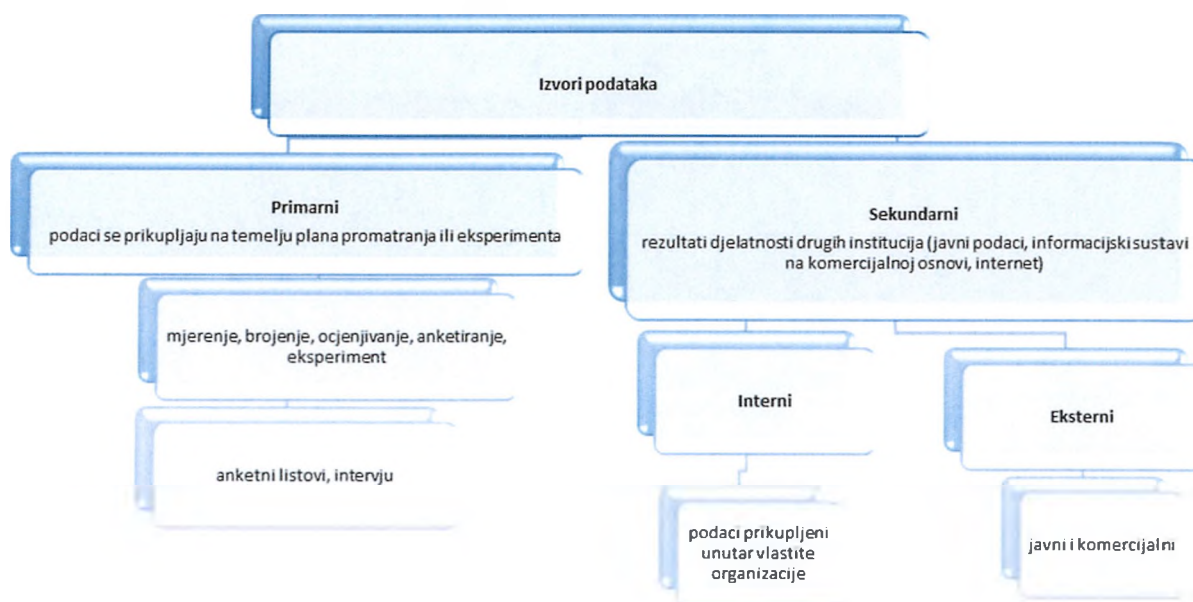 Izvori podataka
Primarni
podaci se prikupljaju na temelju plana promatranja ili eksperimenta
Sekundarni
rezultati djelatnosti drugih institucija (javni podaci, informacijski sustavi
na komercijalnoj osnovi, internet)
mjerenje, brojenje, ocjenjivanje, anketiranje,
eksperiment
anketni listovi, intervju
Interni
Eksterni
podaci prikupljeni
unutar vlastite
organizacije
javni i komercijalni